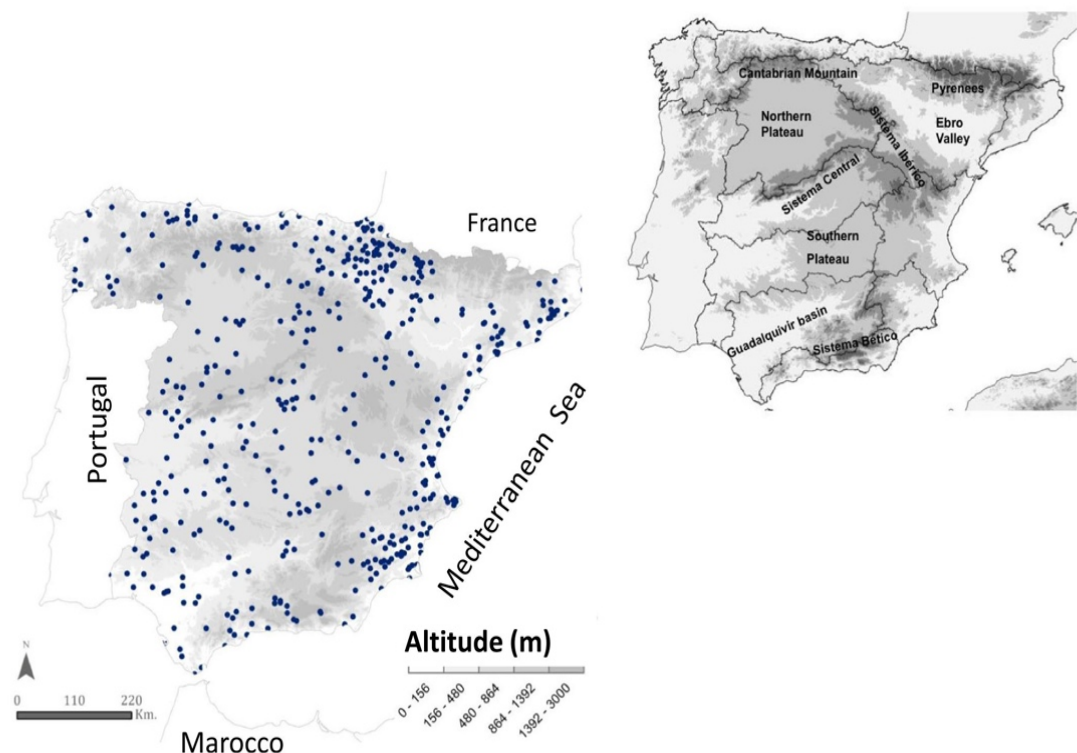 France
Portugal
Mediterranean Sea
Altitude (m)
0 - 156
156 - 480
480 - 864
864 - 1392
1392 - 3000
N
0 110 220
Km.
Marocco
Cantabrian Mountain
Pyrenees
Northern
Plateau
Ebro
Valley
Sistema Ibérico
Sistema Central
Southern
Plateau
Guadalquivir basin
Sistema Bético